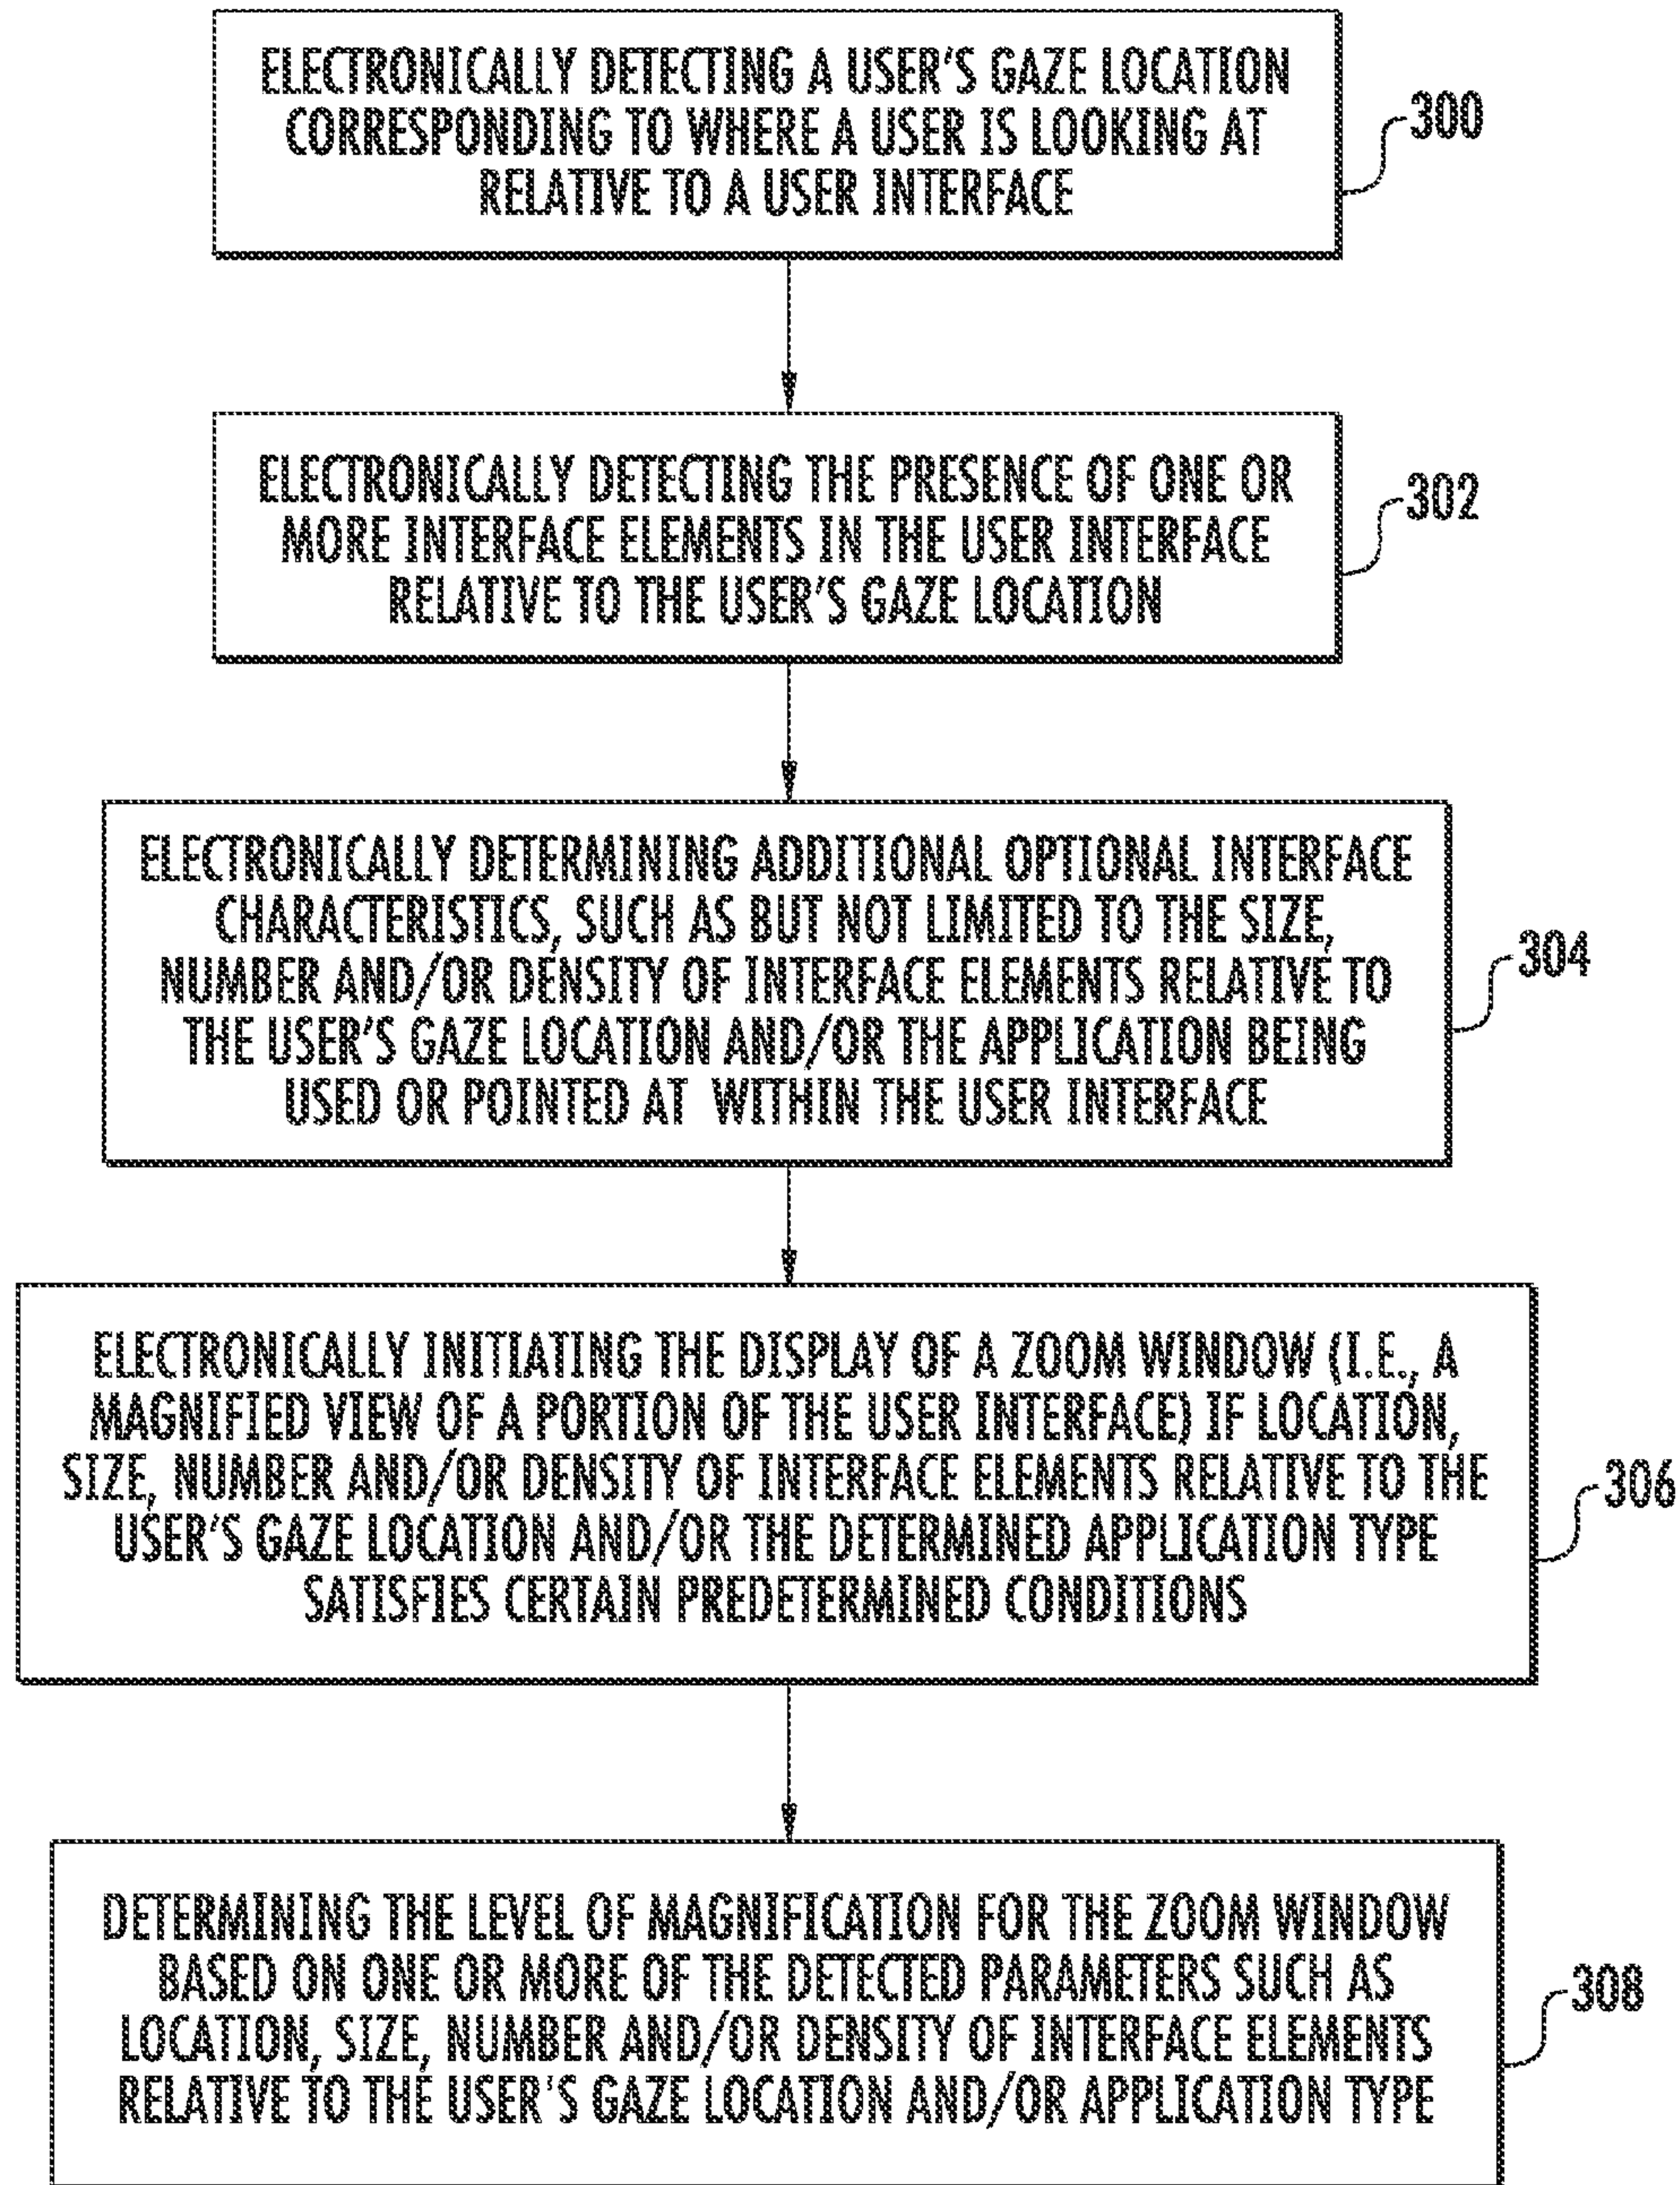 ELECTRONICALLY DETECTING A USER'S GAZE LOCATION
CORRESPONDING TO WHERE A USER IS LOOKING AT
RELATIVE TO A USER INTERFACE
300
ELECTRONICALLY DETECTING THE PRESENCE OF ONE OR
MORE INTERFACE ELEMENTS IN THE USER INTERFACE
RELATIVE TO THE USER'S GAZE LOCATION
302
ELECTRONICALLY DETERMINING ADDITIONAL OPTIONAL INTERFACE
CHARACTERISTICS, SUCH AS BUT NOT LIMITED TO THE SIZE,
NUMBER AND/OR DENSITY OF INTERFACE ELEMENTS RELATIVE TO
THE USER'S GAZE LOCATION AND/OR THE APPLICATION BEING
USED OR POINTED AT WITHIN THE USER INTERFACE
304
ELECTRONICALLY INITIATING THE DISPLAY OF A ZOOM WINDOW (I.E., A
MAGNIFIED VIEW OF A PORTION OF THE USER INTERFACE) IF LOCATION,
SIZE, NUMBER AND/OR DENSITY OF INTERFACE ELEMENTS RELATIVE TO THE
USER'S GAZE LOCATION AND/OR THE DETERMINED APPLICATION TYPE
SATISFIES CERTAIN PREDETERMINED CONDITIONS
306
DETERMINING THE LEVEL OF MAGNIFICATION FOR THE ZOOM WINDOW
BASED ON ONE OR MORE OF THE DETECTED PARAMETERS SUCH AS
LOCATION, SIZE, NUMBER AND/OR DENSITY OF INTERFACE ELEMENTS
RELATIVE TO THE USER'S GAZE LOCATION AND/OR APPLICATION TYPE
308